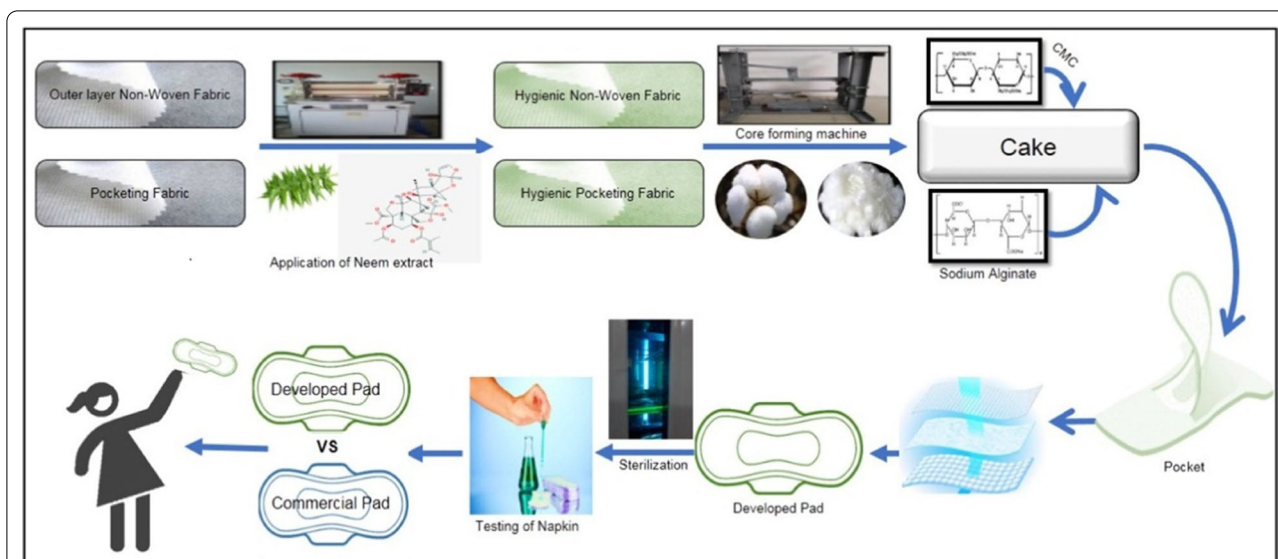 Outer layer Non-Woven Fabric
Hygienic Non-Woven Fabric
CMC
Core forming machine
Cake
Pocketing Fabric
Hygienic Pocketing Fabric
Application of Neem extract
Sodium Alginate
Developed Pad
VS
Commercial Pad
Testing of Napkin
Sterilization
Developed Pad
Pocket